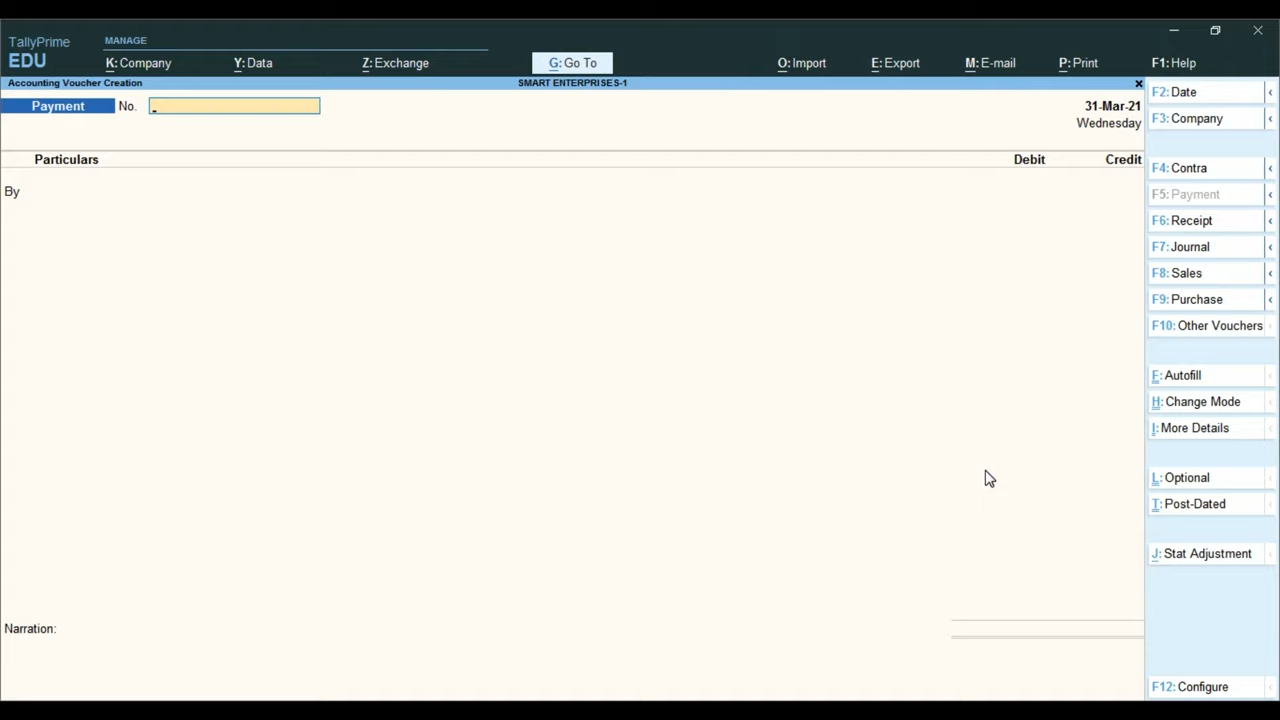 TallyPrime
EDU
MANAGE
K: Company
Y: Data
Z: Exchange
G: Go To
O: Import
E: Export
M: E-mail
P: Print
F1: Help
Accounting Voucher Creation
SMART ENTERPRISES-1
Payment No.
31-Mar-21
Wednesday
Particulars
Debit
Credit
By
Narration:
F2: Date
F3: Company
F4: Contra
F5: Payment
F6: Receipt
F7: Journal
F8: Sales
F9: Purchase
F10: Other Vouchers
F: Autofill
H: Change Mode
I: More Details
L: Optional
T: Post-Dated
J: Stat Adjustment
F12: Configure